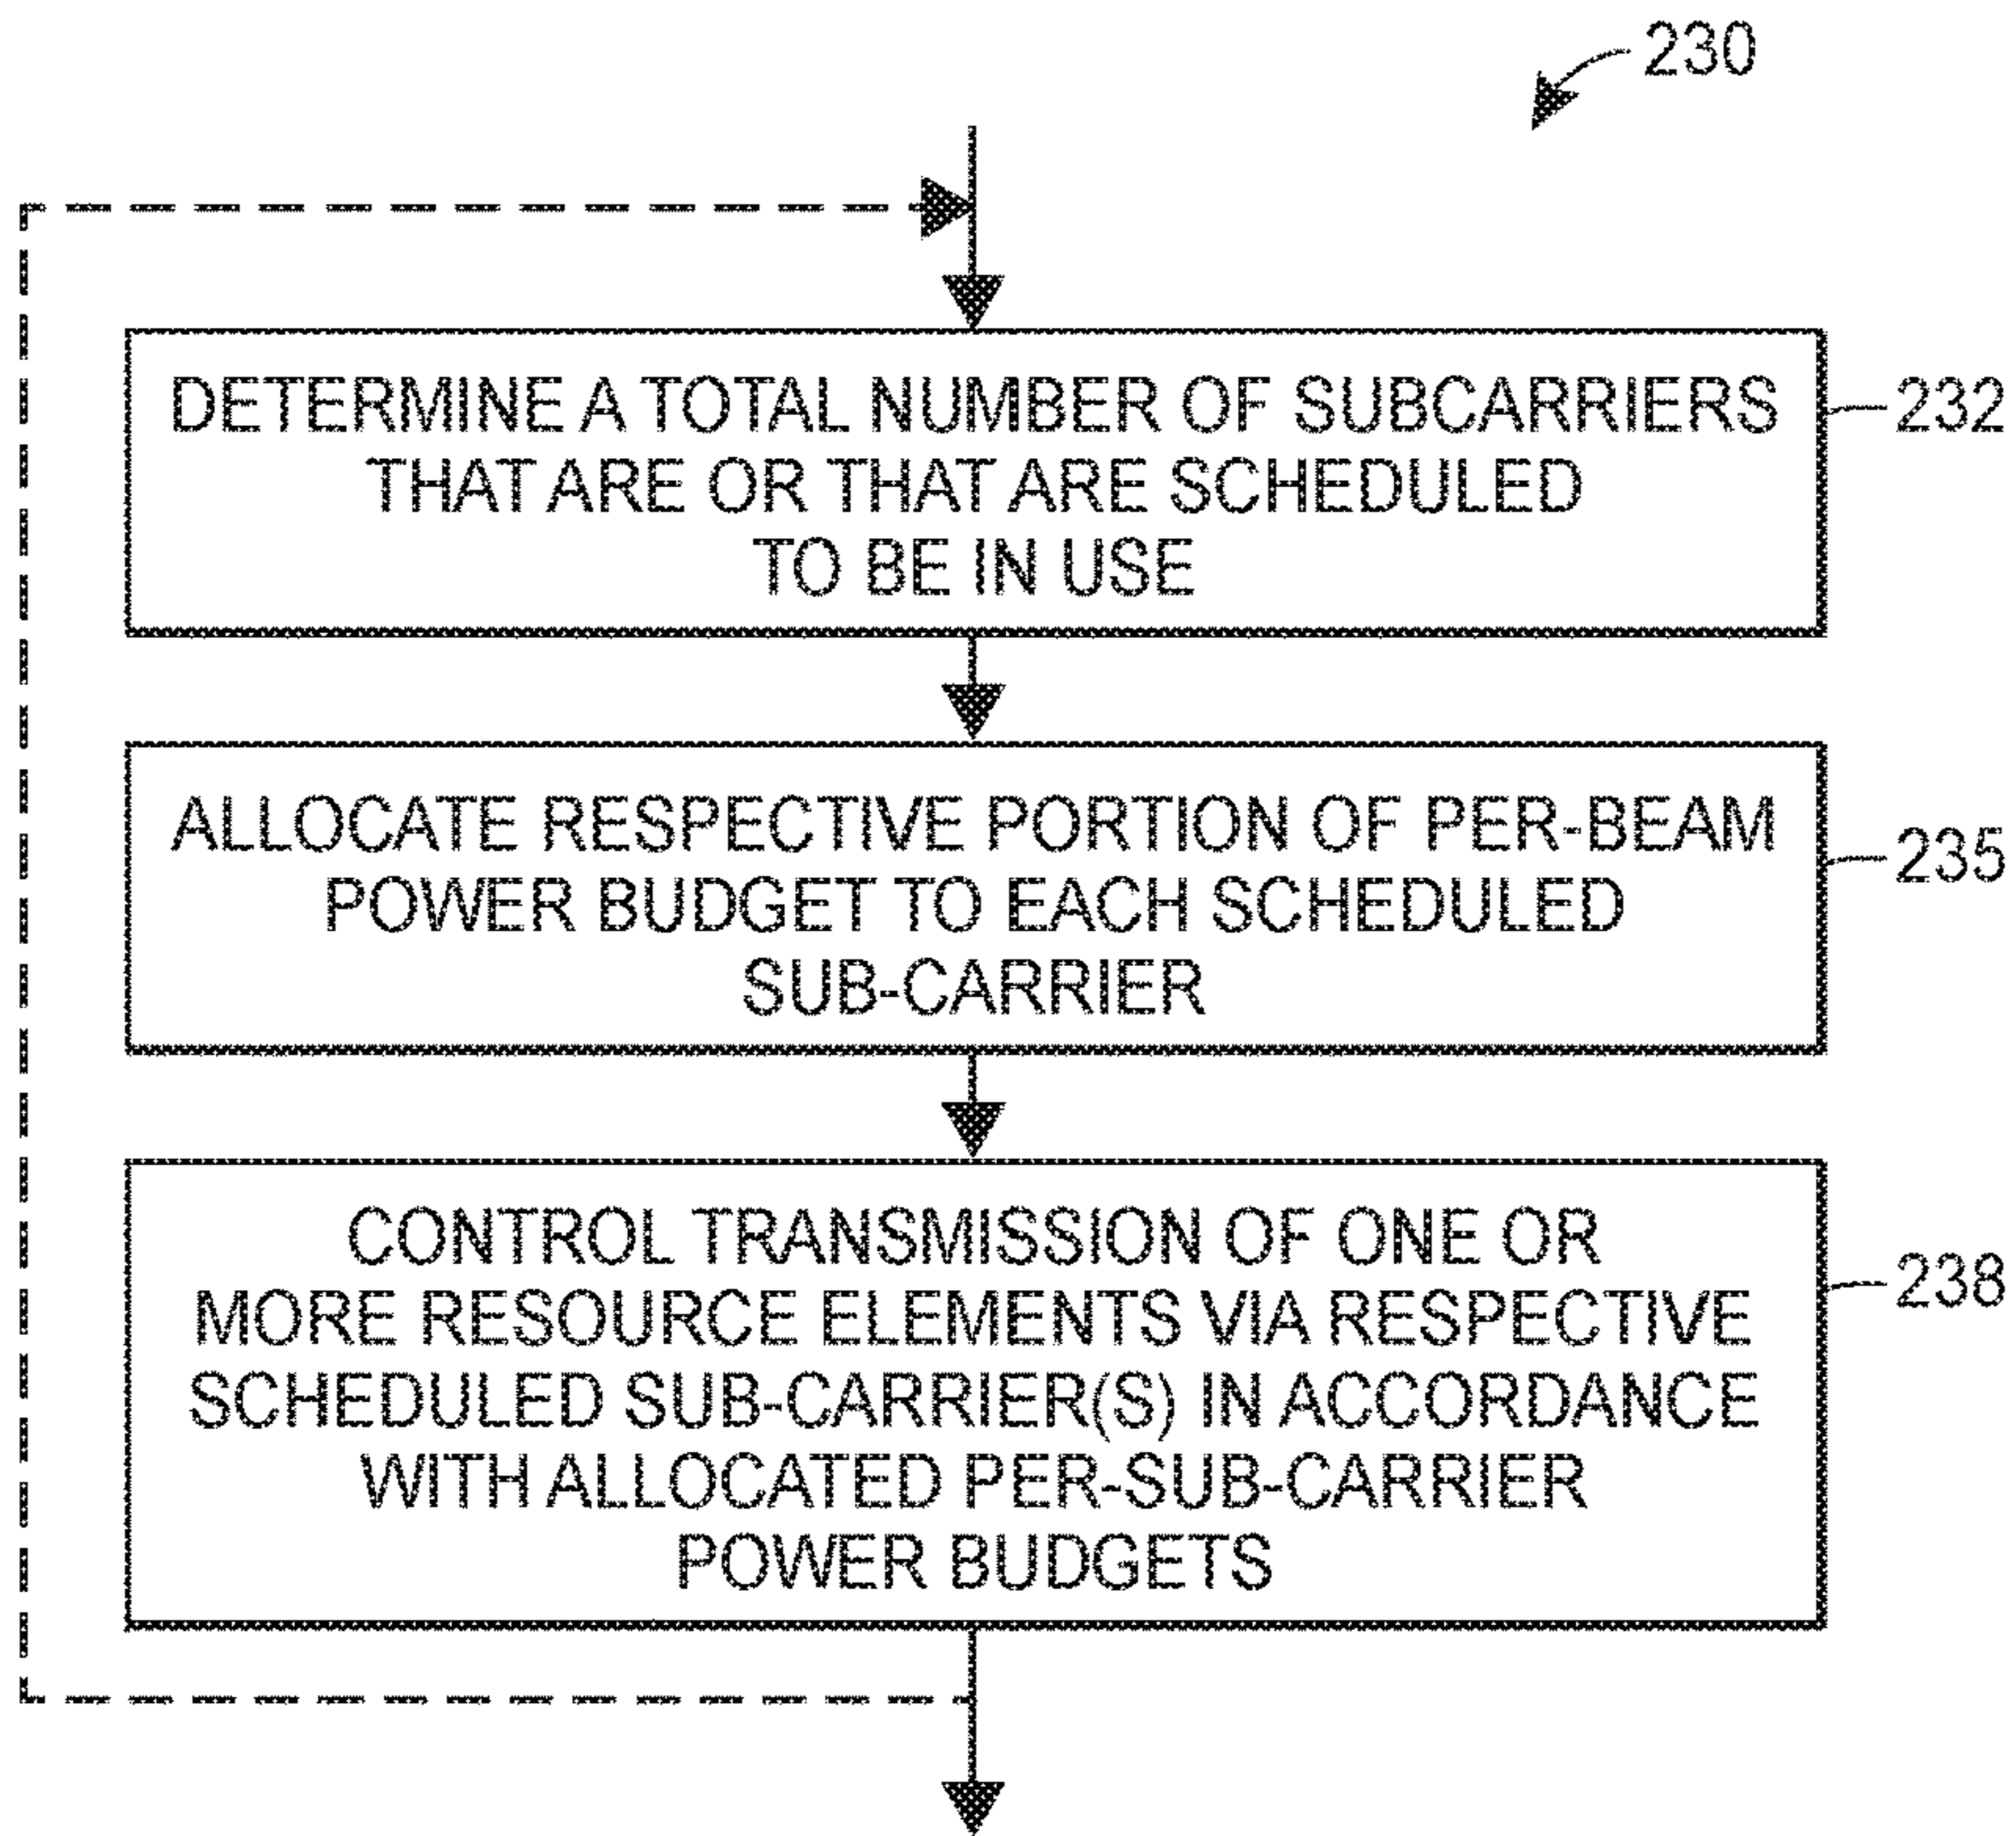 230
DETERMINE A TOTAL NUMBER OF SUBCARRIERS
THAT ARE OR THAT ARE SCHEDULED
TO BE IN USE
232
ALLOCATE RESPECTIVE PORTION OF PER-BEAM
POWER BUDGET TO EACH SCHEDULED
SUB-CARRIER
235
CONTROL TRANSMISSION OF ONE OR
MORE RESOURCE ELEMENTS VIA RESPECTIVE
SCHEDULED SUB-CARRIER(S) IN ACCORDANCE
WITH ALLOCATED PER-SUB-CARRIER
POWER BUDGETS
238